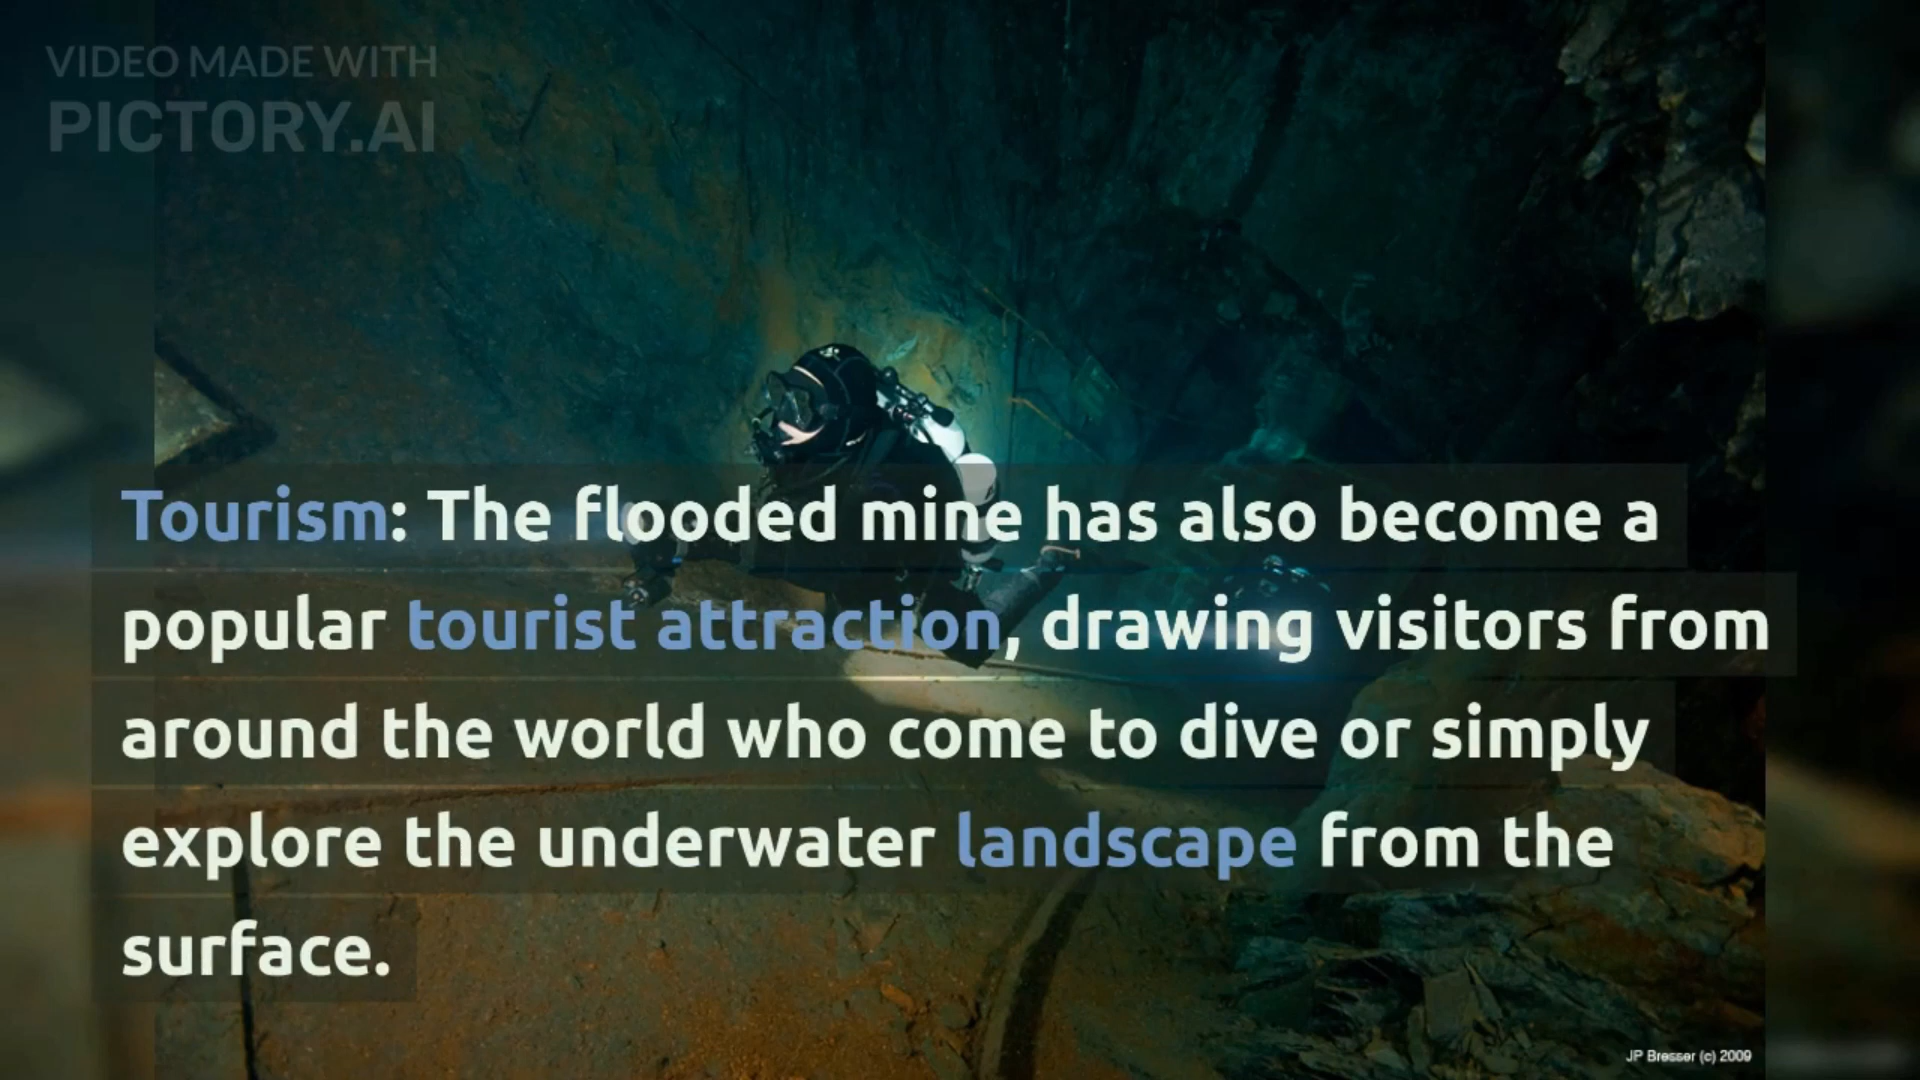 VIDEO MADE WITH
PICTORY.AI
Tourism: The flooded mine has also become a
popular tourist attraction, drawing visitors from
around the world who come to dive or simply
explore the underwater landscape from the
surface.
JP Bresser (c) 2009